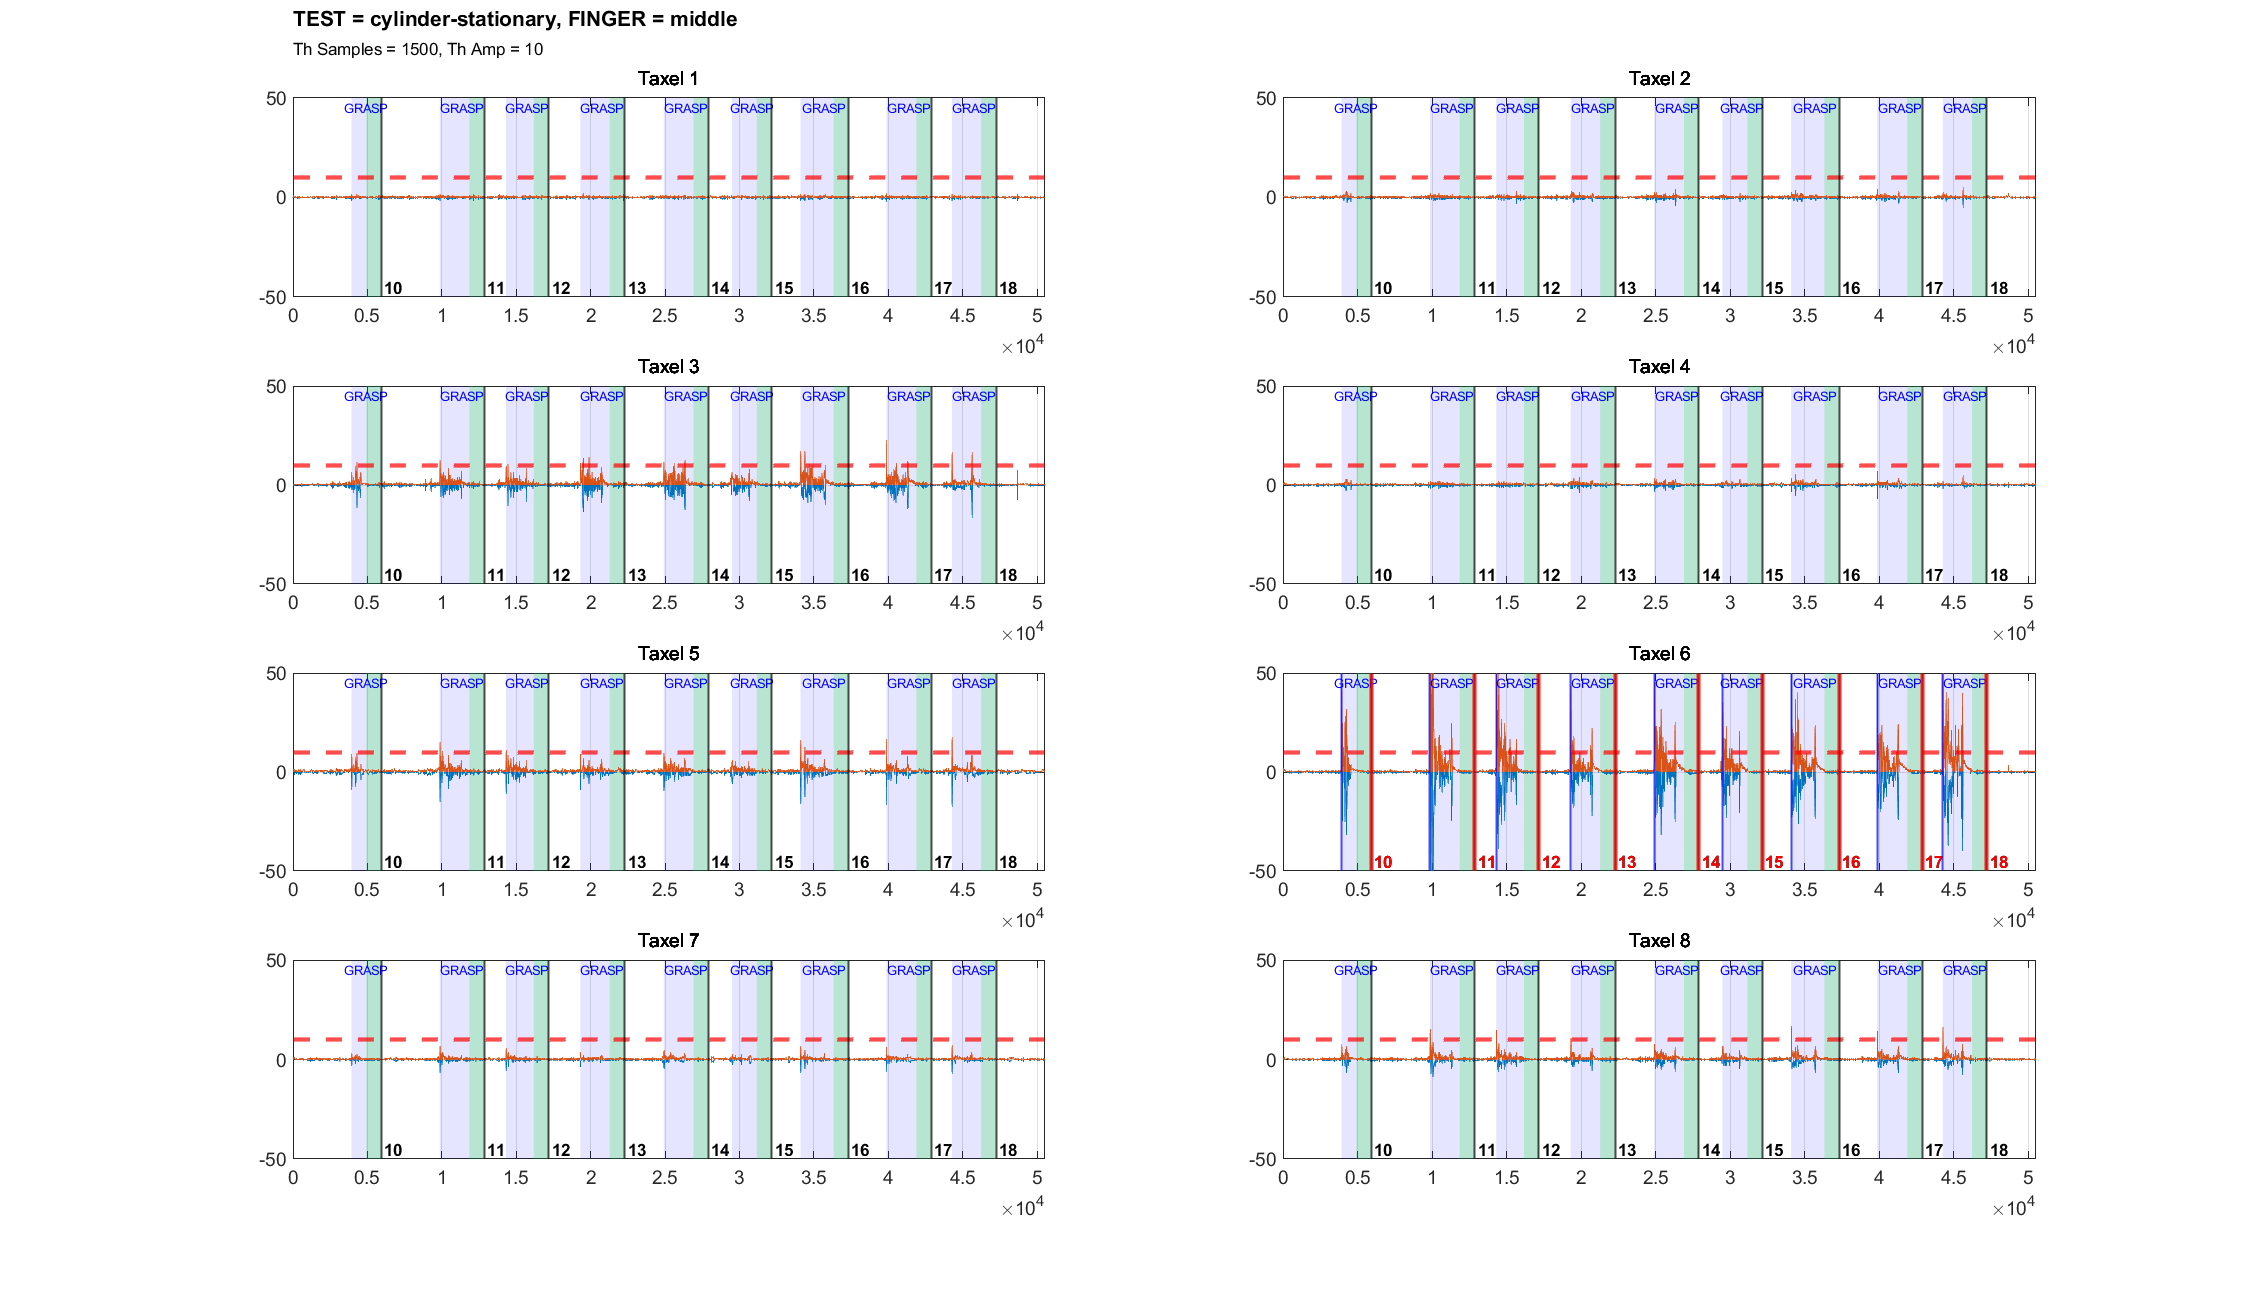 TEST = cylinder-stationary, FINGER = middle
Th Samples = 1500, Th Amp = 10
Taxel 1
50
0
-50
GRASP GRASP GRASP GRASP GRASP GRASP GRASP GRASP GRASP
10 11 12 13 14 15 16 17 18
0 0.5 1 1.5 2 2.5 3 3.5 4 4.5 5
×10⁴
Taxel 2
50
0
-50
GRASP GRASP GRASP GRASP GRASP GRASP GRASP GRASP GRASP
10 11 12 13 14 15 16 17 18
0 0.5 1 1.5 2 2.5 3 3.5 4 4.5 5
×10⁴
Taxel 3
50
0
-50
GRASP GRASP GRASP GRASP GRASP GRASP GRASP GRASP GRASP
10 11 12 13 14 15 16 17 18
0 0.5 1 1.5 2 2.5 3 3.5 4 4.5 5
×10⁴
Taxel 4
50
0
-50
GRASP GRASP GRASP GRASP GRASP GRASP GRASP GRASP GRASP
10 11 12 13 14 15 16 17 18
0 0.5 1 1.5 2 2.5 3 3.5 4 4.5 5
×10⁴
Taxel 5
50
0
-50
GRASP GRASP GRASP GRASP GRASP GRASP GRASP GRASP GRASP
10 11 12 13 14 15 16 17 18
0 0.5 1 1.5 2 2.5 3 3.5 4 4.5 5
×10⁴
Taxel 6
50
0
-50
GRASP GRASP GRASP GRASP GRASP GRASP GRASP GRASP GRASP
10 11 12 13 14 15 16 17 18
0 0.5 1 1.5 2 2.5 3 3.5 4 4.5 5
×10⁴
Taxel 7
50
0
-50
GRASP GRASP GRASP GRASP GRASP GRASP GRASP GRASP GRASP
10 11 12 13 14 15 16 17 18
0 0.5 1 1.5 2 2.5 3 3.5 4 4.5 5
×10⁴
Taxel 8
50
0
-50
GRASP GRASP GRASP GRASP GRASP GRASP GRASP GRASP GRASP
10 11 12 13 14 15 16 17 18
0 0.5 1 1.5 2 2.5 3 3.5 4 4.5 5
×10⁴